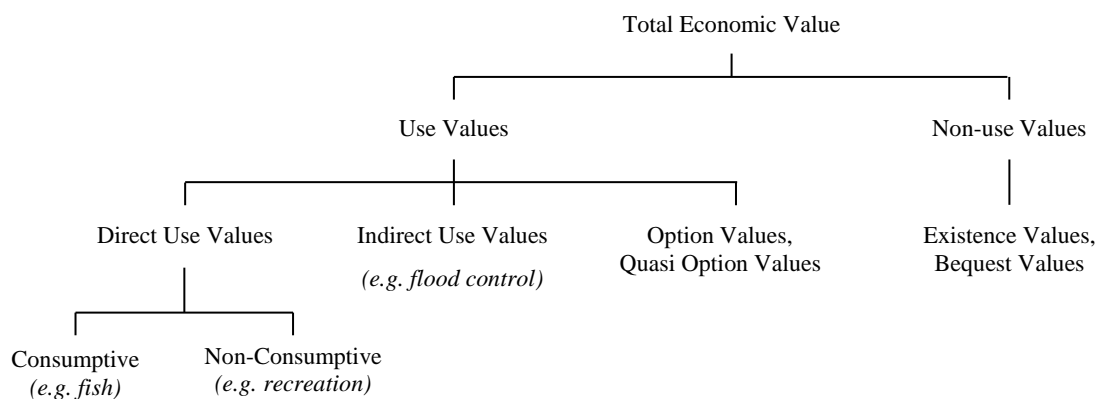 Total Economic Value
Use Values
Non-use Values
Direct Use Values
Indirect Use Values
(e.g. flood control)
Option Values,
Quasi Option Values
Existence Values,
Bequest Values
Consumptive
(e.g. fish)
Non-Consumptive
(e.g. recreation)